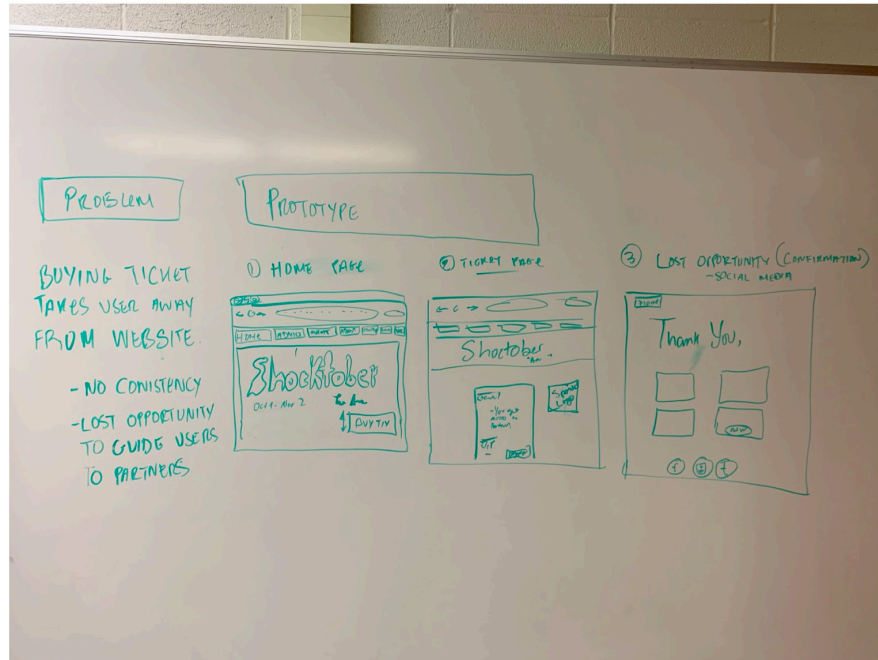 PROBLEM
BUYING TICKET
TAKES USER AWAY
FROM WEBSITE.
- NO CONISTENCY
- LOST OPPORTUNITY
TO GUIDE USERS
TO PARTNERS
PROTOTYPE
① HOME PAGE
HOME
Shocktober
Oct 4 - Nov 2
BUY TIX
② TICKET PAGE
Shoctober
VIP
③ LOST OPPORTUNITY (CONFIRMATION)
- SOCIAL MEDIA
Thank You,